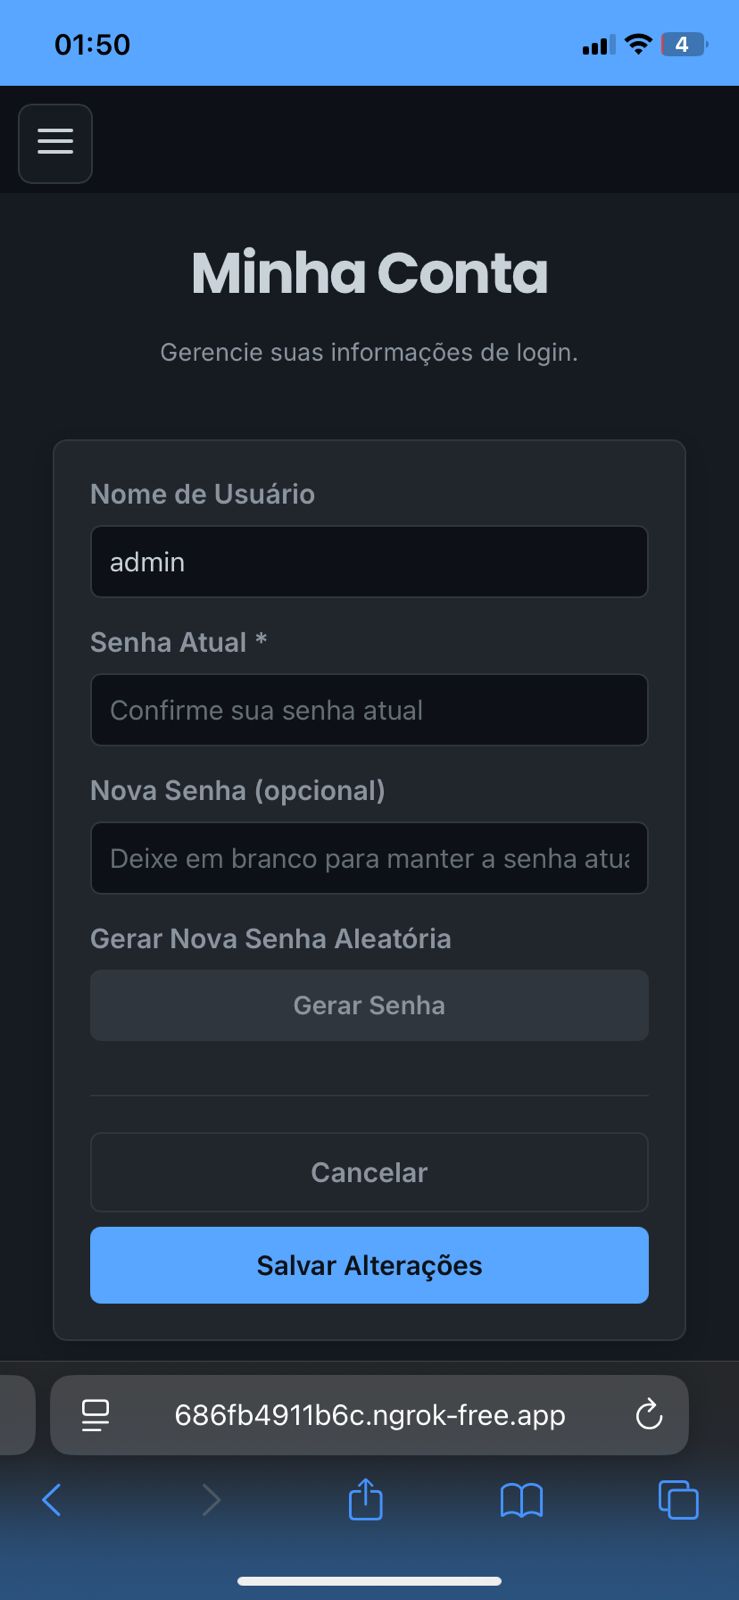 01:50
4
Minha Conta
Gerencie suas informações de login.
Nome de Usuário
admin
Senha Atual *
Confirme sua senha atual
Nova Senha (opcional)
Deixe em branco para manter a senha atua
Gerar Nova Senha Aleatória
Gerar Senha
Cancelar
Salvar Alterações
686fb4911b6c.ngrok-free.app